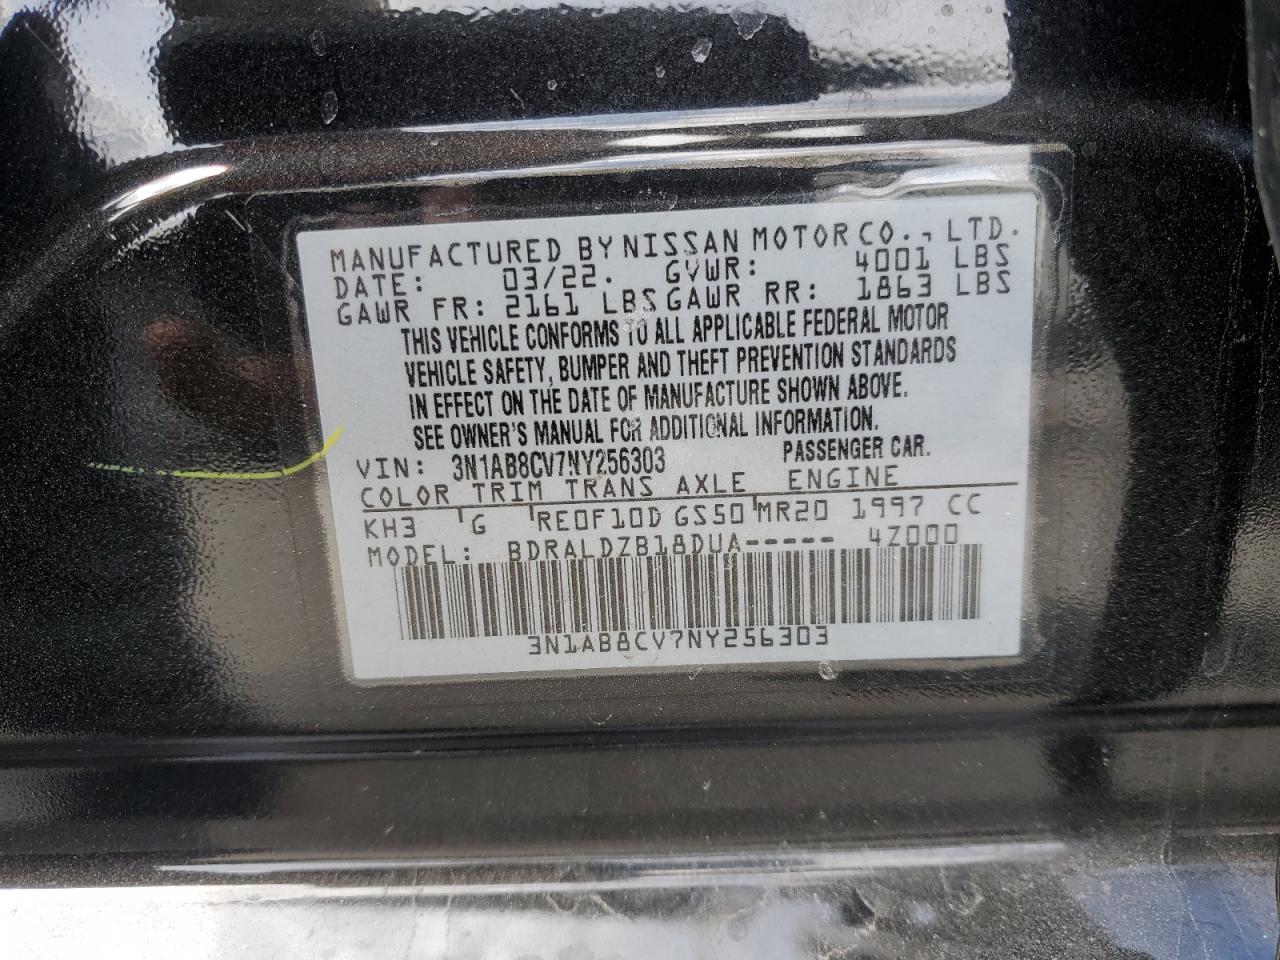 MANUFACTURED BY NISSAN MOTOR CO., LTD.
DATE: 03/22. GVWR: 4001 LBS
GAWR FR: 2161 LBS GAWR RR: 1863 LBS
THIS VEHICLE CONFORMS TO ALL APPLICABLE FEDERAL MOTOR
VEHICLE SAFETY, BUMPER AND THEFT PREVENTION STANDARDS
IN EFFECT ON THE DATE OF MANUFACTURE SHOWN ABOVE.
SEE OWNER'S MANUAL FOR ADDITIONAL INFORMATION.
VIN: 3N1AB8CV7NY256303 PASSENGER CAR.
COLOR TRIM TRANS AXLE ENGINE
KH3 G RE0F10D GS50 MR20 1997 CC
MODEL: BDRALDZB18DUA----- 4Z000
3N1AB8CV7NY256303